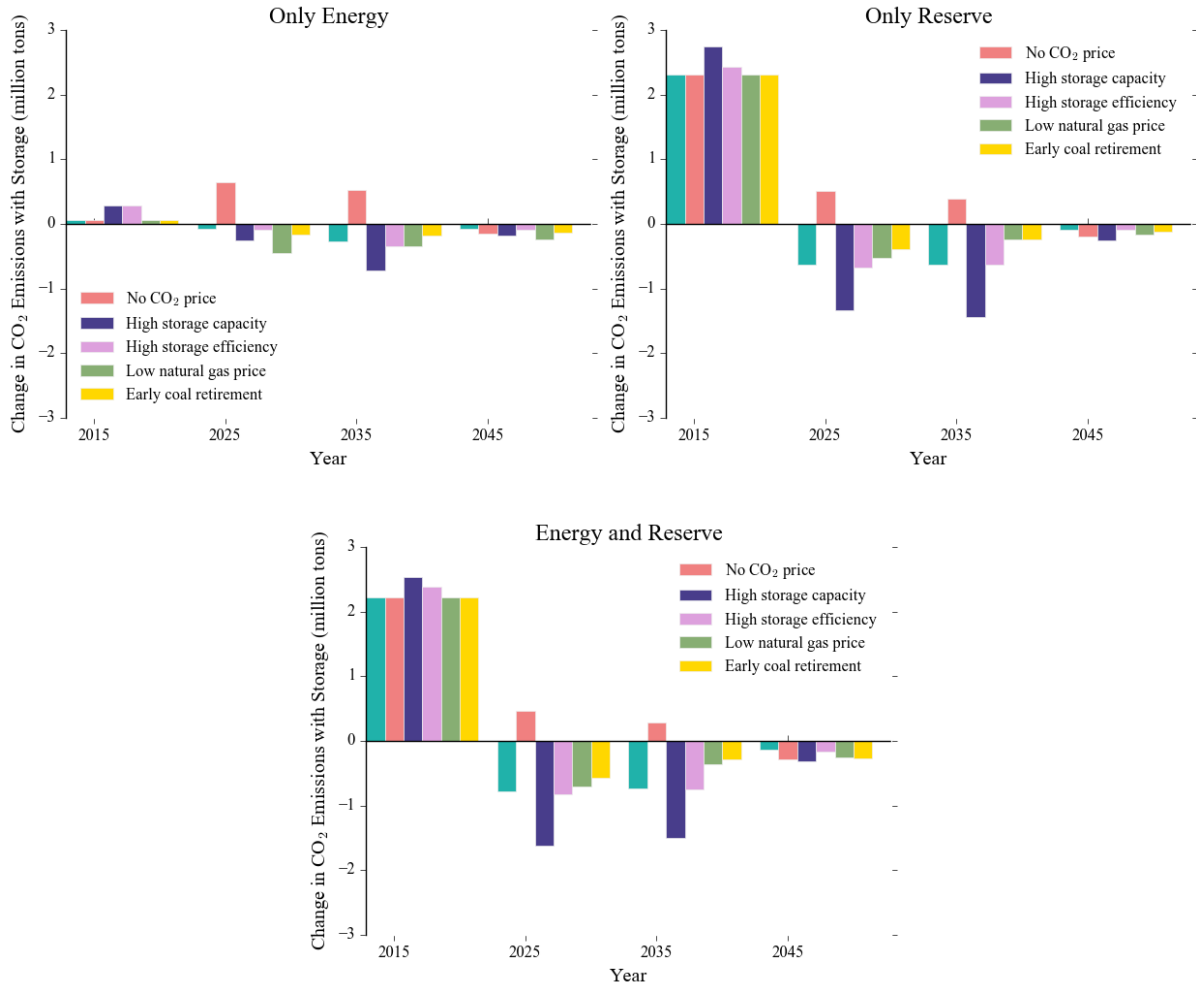 Only Energy
Change in CO₂ Emissions with Storage (million tons)
3
2
1
0
−1
−2
−3
No CO₂ price
High storage capacity
High storage efficiency
Low natural gas price
Early coal retirement
2015 2025 2035 2045
Year
Only Reserve
Change in CO₂ Emissions with Storage (million tons)
3
2
1
0
−1
−2
−3
No CO₂ price
High storage capacity
High storage efficiency
Low natural gas price
Early coal retirement
2015 2025 2035 2045
Year
Energy and Reserve
Change in CO₂ Emissions with Storage (million tons)
3
2
1
0
−1
−2
−3
No CO₂ price
High storage capacity
High storage efficiency
Low natural gas price
Early coal retirement
2015 2025 2035 2045
Year